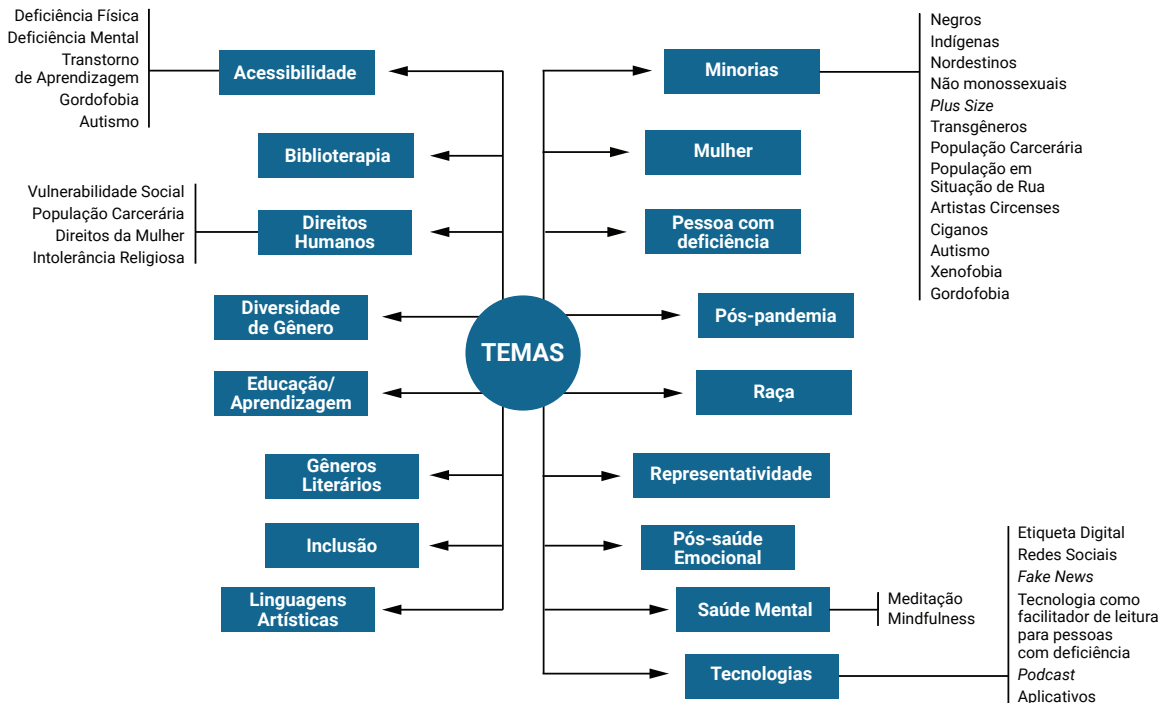 Deficiência Física
Deficiência Mental
Transtorno
de Aprendizagem
Gordofobia
Autismo
Acessibilidade
Biblioterapia
Vulnerabilidade Social
População Carcerária
Direitos da Mulher
Intolerância Religiosa
Direitos
Humanos
Diversidade
de Gênero
Educação/
Aprendizagem
Gêneros
Literários
Inclusão
Linguagens
Artísticas
TEMAS
Minorias
Negros
Indígenas
Nordestinos
Não monossexuais
Plus Size
Transgêneros
População Carcerária
População em
Situação de Rua
Artistas Circenses
Ciganos
Autismo
Xenofobia
Gordofobia
Mulher
Pessoa com
deficiência
Pós-pandemia
Raça
Representatividade
Pós-saúde
Emocional
Saúde Mental
Meditação
Mindfulness
Tecnologias
Etiqueta Digital
Redes Sociais
Fake News
Tecnologia como
facilitador de leitura
para pessoas
com deficiência
Podcast
Aplicativos